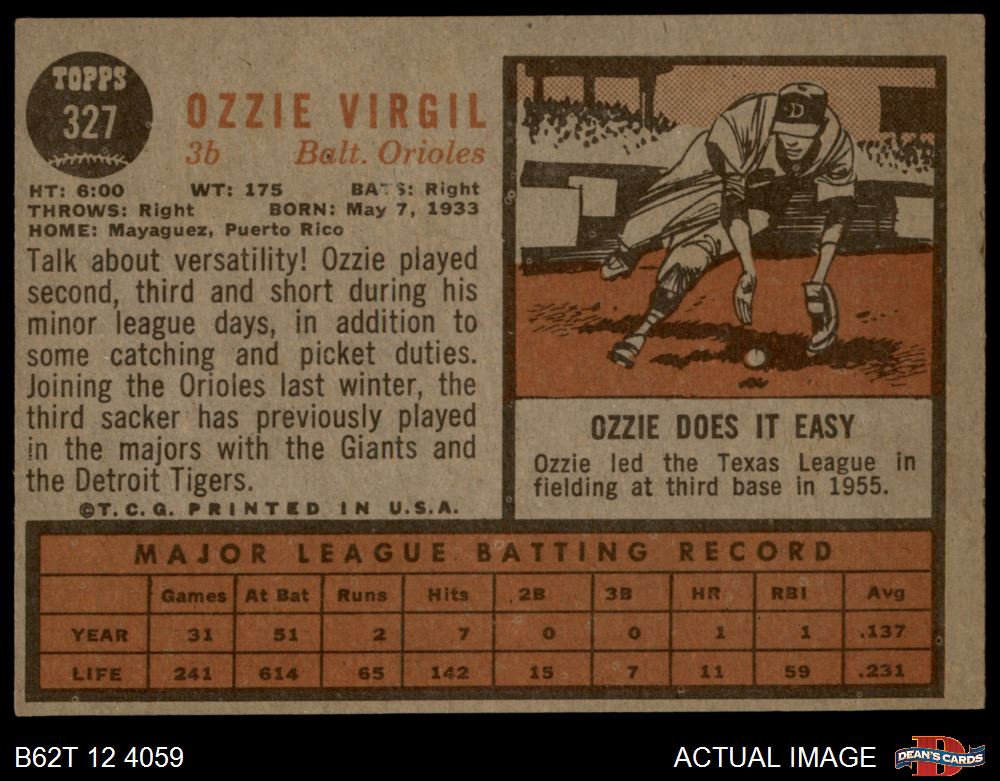 TOPPS
327
OZZIE VIRGIL
3b Balt. Orioles
HT: 6:00 WT: 175 BATS: Right
THROWS: Right BORN: May 7, 1933
HOME: Mayaguez, Puerto Rico
Talk about versatility! Ozzie played
second, third and short during his
minor league days, in addition to
some catching and picket duties.
Joining the Orioles last winter, the
third sacker has previously played
in the majors with the Giants and
the Detroit Tigers.
©T.C.G. PRINTED IN U.S.A.
D
OZZIE DOES IT EASY
Ozzie led the Texas League in
fielding at third base in 1955.
MAJOR LEAGUE BATTING RECORD
Games At Bat Runs Hits 2B 3B HR RBI Avg
YEAR 31 51 2 7 0 0 1 1 .137
LIFE 241 614 65 142 15 7 11 59 .231
B62T 12 4059
ACTUAL IMAGE
D
DEAN'S CARDS